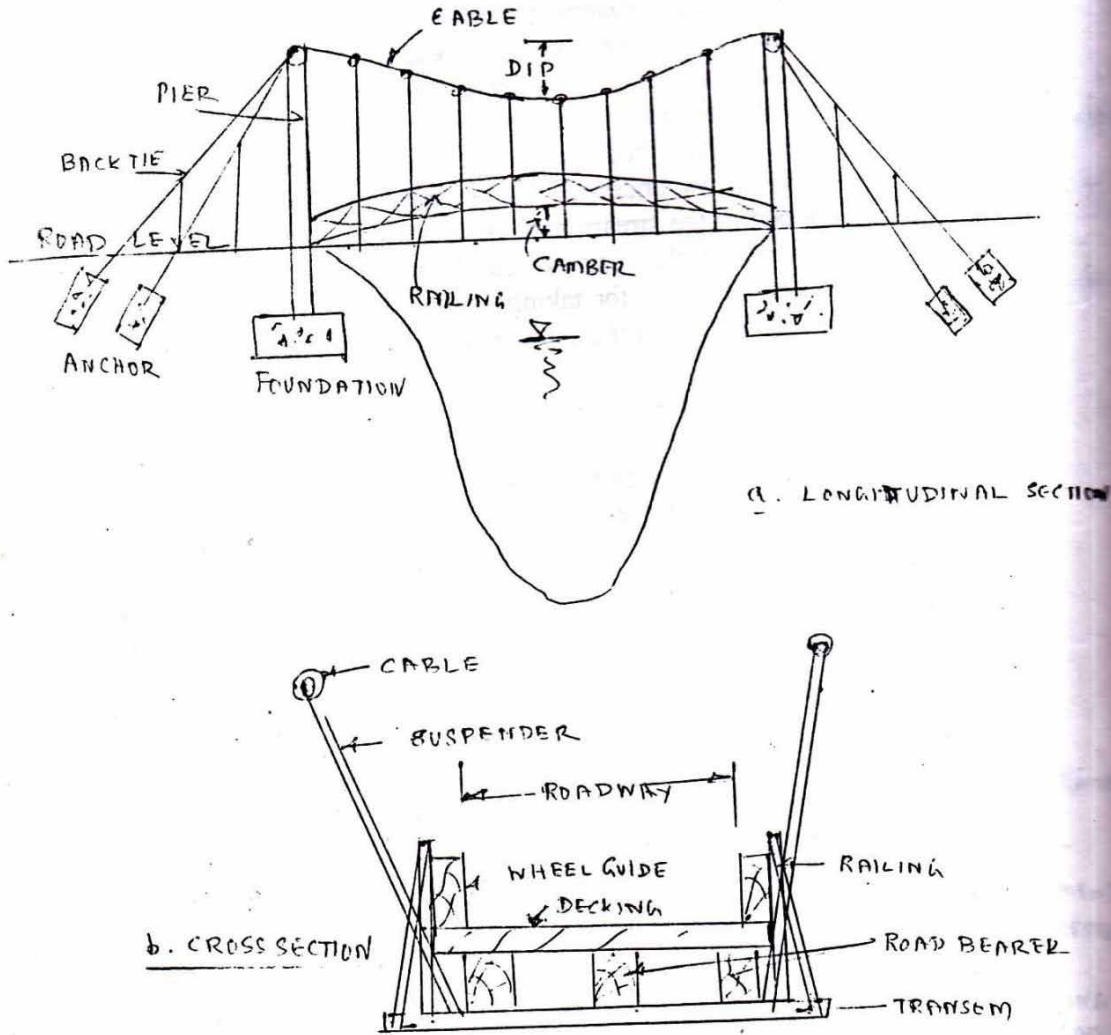 CABLE
DIP
PIER
BACK TIE
ROAD LEVEL
CAMBER
RAILING
ANCHOR
FOUNDATION
a. LONGITUDINAL SECTION
CABLE
SUSPENDER
ROADWAY
WHEEL GUIDE
RAILING
DECKING
b. CROSS SECTION
ROAD BEARER
TRANSEM